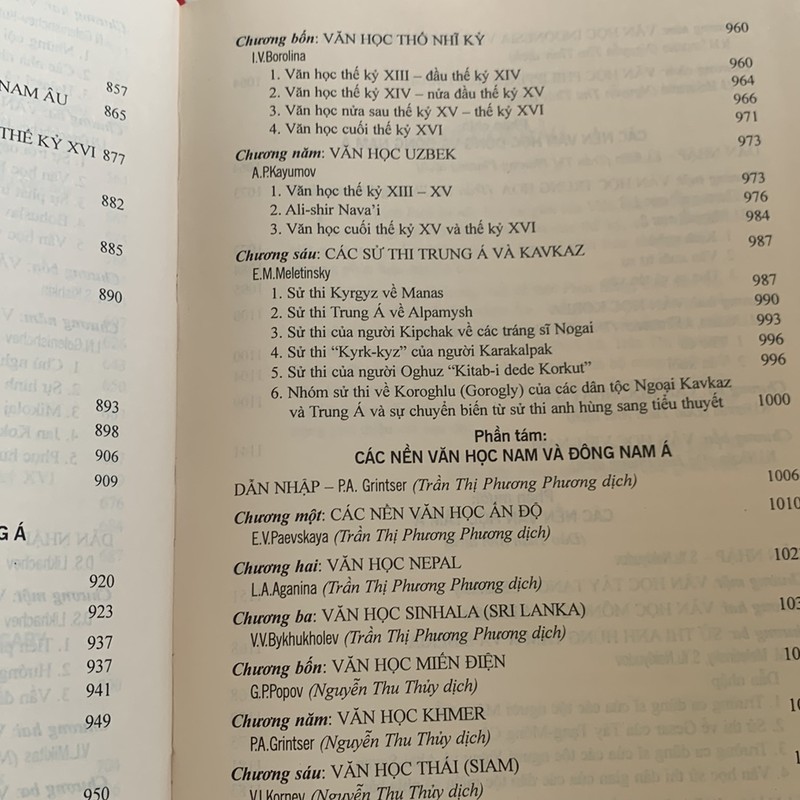 857
NAM ÂU
865
THẾ KỶ XVI 877
882
885
890
893
898
906
909
G Á
920
923
937
937
941
949
950
Chương bốn: VĂN HỌC THỔ NHĨ KỲ 960
I.V.Borolina
1. Văn học thế kỷ XIII – đầu thế kỷ XIV 960
2. Văn học thế kỷ XIV – nửa đầu thế kỷ XV 964
3. Văn học nửa sau thế kỷ XV – thế kỷ XVI 966
4. Văn học cuối thế kỷ XVI 971
Chương năm: VĂN HỌC UZBEK 973
A.P.Kayumov
1. Văn học thế kỷ XIII – XV 973
2. Ali-shir Nava'i 976
3. Văn học cuối thế kỷ XV và thế kỷ XVI 984
Chương sáu: CÁC SỬ THI TRUNG Á VÀ KAVKAZ 987
E.M.Meletinsky
1. Sử thi Kyrgyz về Manas 987
2. Sử thi Trung Á về Alpamysh 990
3. Sử thi của người Kipchak về các tráng sĩ Nogai 993
4. Sử thi “Kyrk-kyz” của người Karakalpak 996
5. Sử thi của người Oghuz “Kitab-i dede Korkut” 996
6. Nhóm sử thi về Koroghlu (Gorogly) của các dân tộc Ngoại Kavkaz
và Trung Á và sự chuyển biến từ sử thi anh hùng sang tiểu thuyết 1000
Phần tám:
CÁC NỀN VĂN HỌC NAM VÀ ĐÔNG NAM Á
DẪN NHẬP – P.A. Grintser (Trần Thị Phương Phương dịch) 1006
Chương một: CÁC NỀN VĂN HỌC ẤN ĐỘ 1010
E.V.Paevskaya (Trần Thị Phương Phương dịch)
Chương hai: VĂN HỌC NEPAL
L.A.Aganina (Trần Thị Phương Phương dịch)
Chương ba: VĂN HỌC SINHALA (SRI LANKA)
V.V.Bykhukholev (Trần Thị Phương Phương dịch)
Chương bốn: VĂN HỌC MIẾN ĐIỆN
G.P.Popov (Nguyễn Thu Thủy dịch)
Chương năm: VĂN HỌC KHMER
P.A.Grintser (Nguyễn Thu Thủy dịch)
Chương sáu: VĂN HỌC THÁI (SIAM)
V.I.Kornev (Nguyễn Thu Thủy dịch)